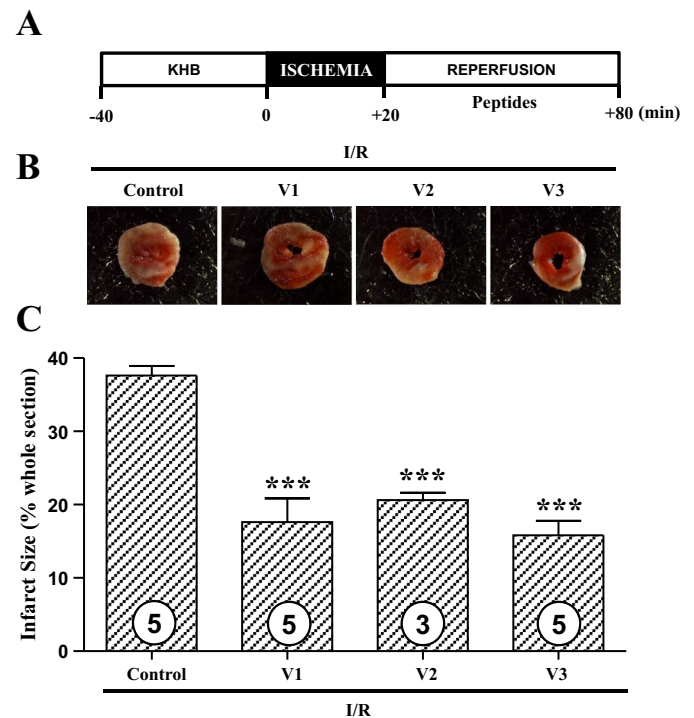 A
KHB ISCHEMIA REPERFUSION
Peptides
-40 0 +20 +80 (min)
B
I/R
Control V1 V2 V3
C
Infarct Size (% whole section)
40
30
20
10
0
*** *** ***
5 5 3 5
Control V1 V2 V3
I/R